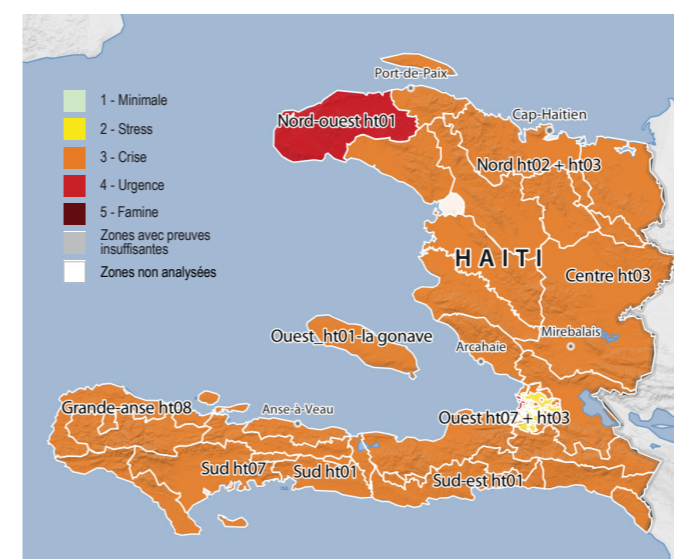 1 - Minimale
2 - Stress
3 - Crise
4 - Urgence
5 - Famine
Zones avec preuves
insuffisantes
Zones non analysées
Port-de-Paix
Nord-ouest ht01
Cap-Haitien
Nord ht02 + ht03
HAITI
Centre ht03
Ouest_ht01-la gonave
Mirebalais
Arcahaie
Grande-anse ht08
Anse-à-Veau
Ouest ht07 + ht03
Sud ht07
Sud ht01
Sud-est ht01